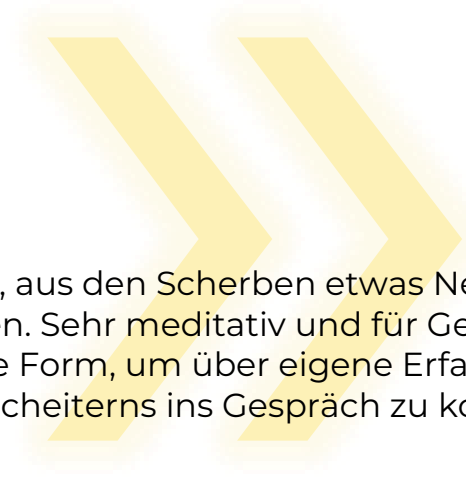 , aus den Scherben etwas Ne
en. Sehr meditativ und für Ge
e Form, um über eigene Erfa
cheiterns ins Gespräch zu ko